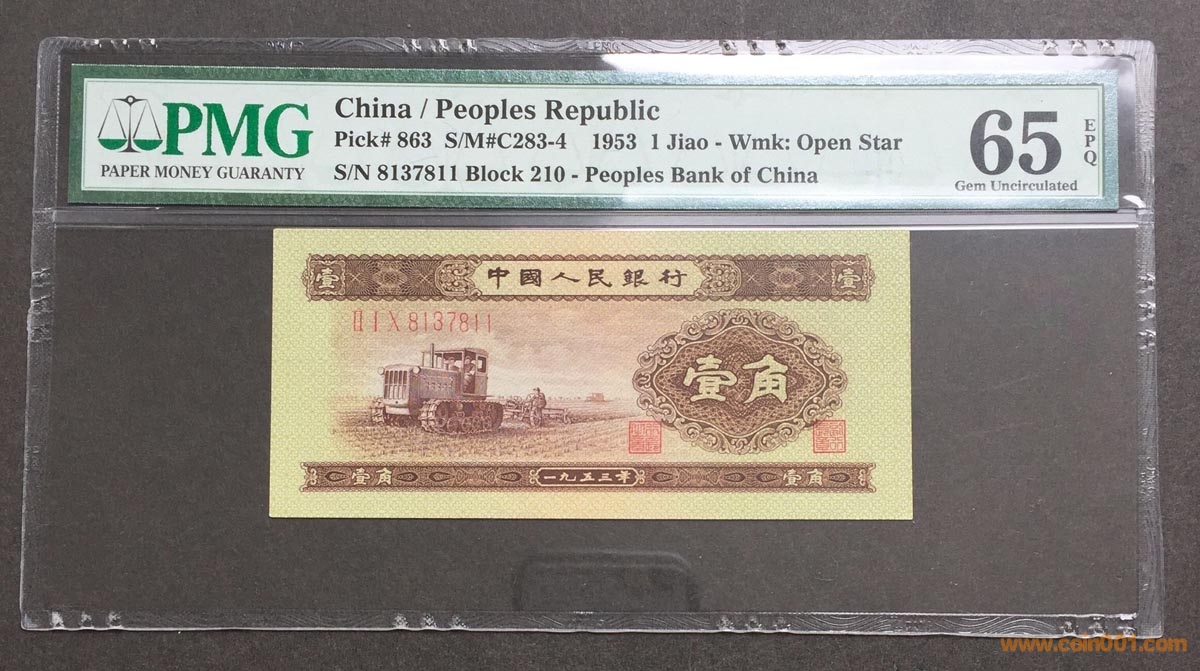 PMG
PAPER MONEY GUARANTY
China / Peoples Republic
Pick# 863 S/M#C283-4 1953 1 Jiao - Wmk: Open Star
S/N 8137811 Block 210 - Peoples Bank of China
65 EPQ
Gem Uncirculated
壹 中國人民銀行 壹
II I X 8137811
壹角
壹角 一九五三年 壹角
www.coin001.com